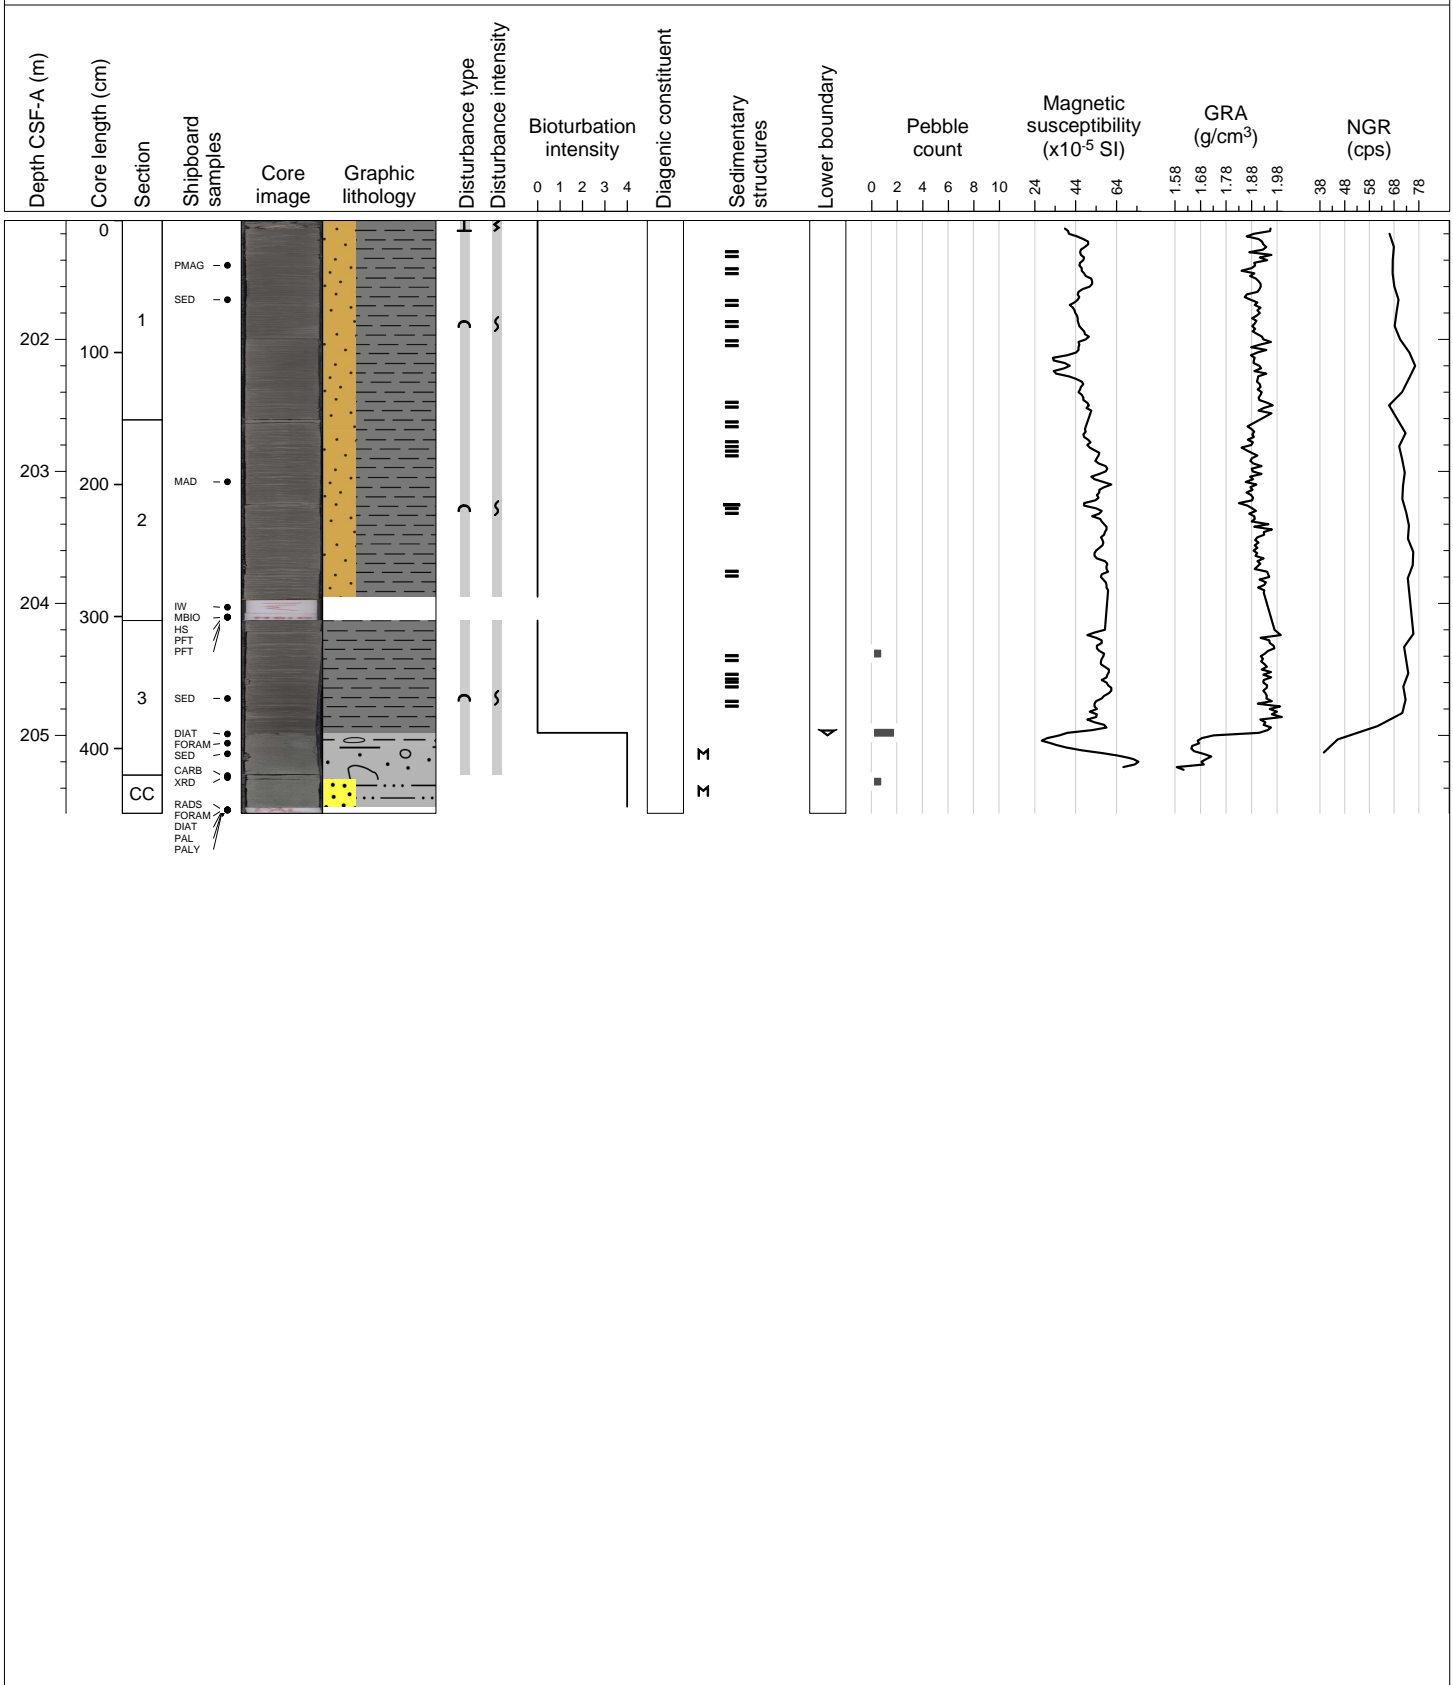 Depth CSF-A (m)
Core length (cm)
Section
Shipboard
samples
Core
image
Graphic
lithology
Disturbance type
Disturbance intensity
Bioturbation
intensity
0 1 2 3 4
Diagenic constituent
Sedimentary
structures
Lower boundary
Pebble
count
0 2 4 6 8 10
Magnetic
susceptibility
(x10-5 SI)
24 44 64
GRA
(g/cm3)
1.58 1.68 1.78 1.88 1.98
NGR
(cps)
38 48 58 68 78
0
PMAG
SED
1
202
100
203
MAD
200
2
204
IW
300
MBIO
HS
PFT
PFT
3
SED
205
DIAT
400
FORAM
SED
CARB
XRD
CC
RADS
FORAM
DIAT
PAL
PALY
M
M